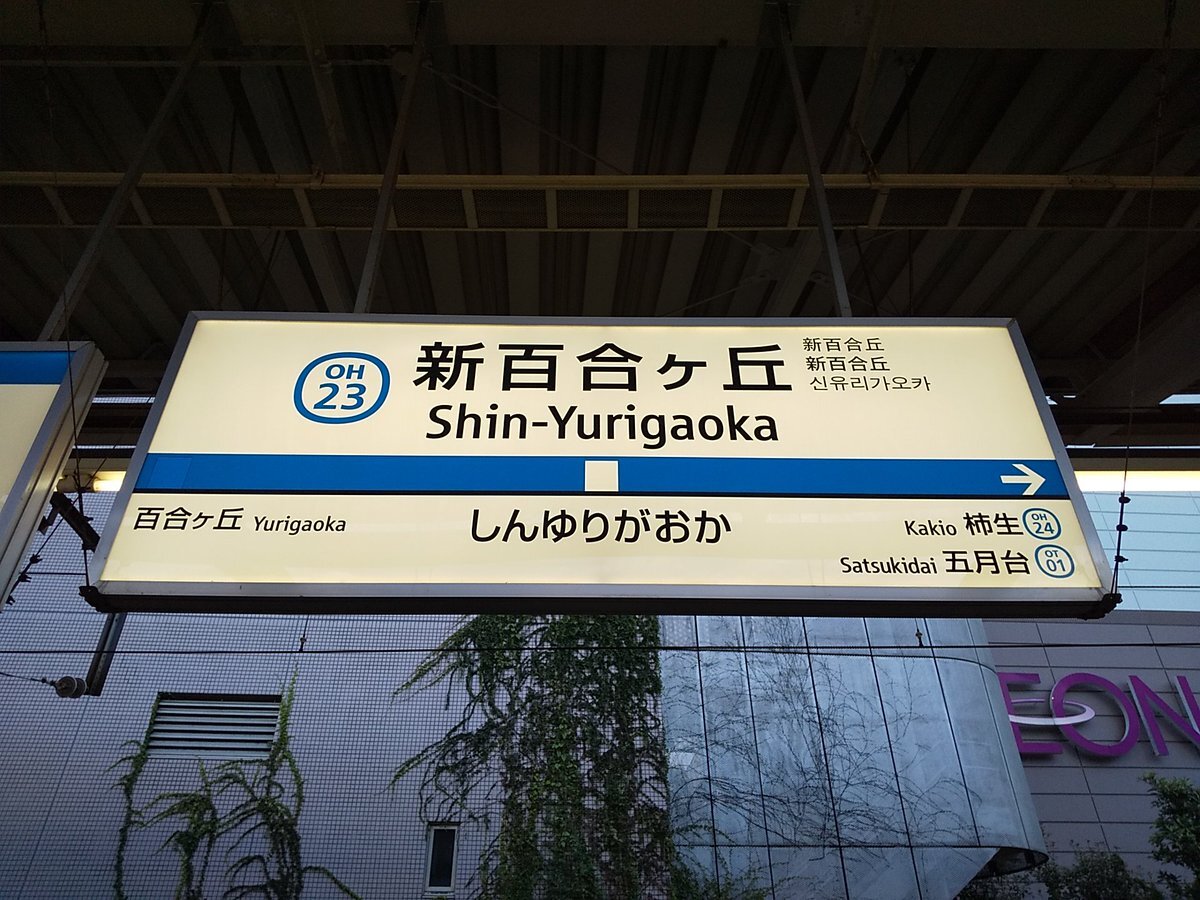 OH
23
新百合ヶ丘
Shin-Yurigaoka
新百合丘
新百合丘
신유리가오카
百合ヶ丘 Yurigaoka
しんゆりがおか
Kakio 柿生 OH 24
Satsukidai 五月台 OT 01
ÆON